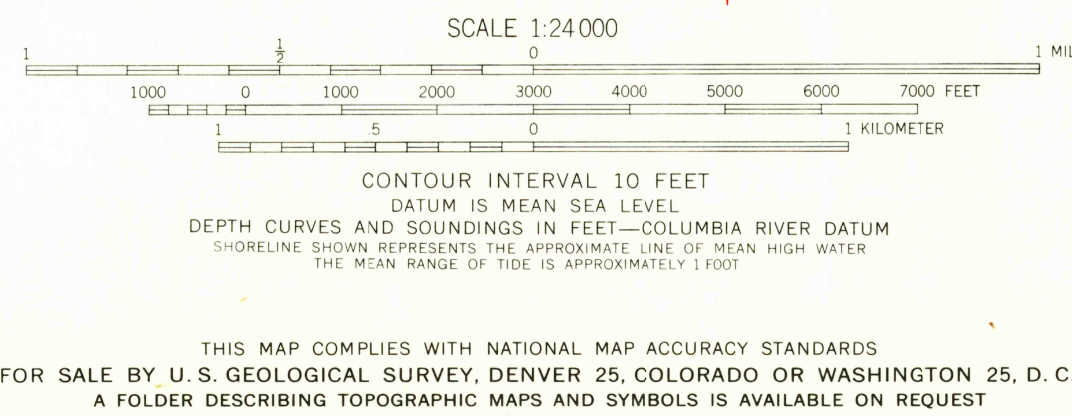 SCALE 1:24 000
1 1/2 0 1 MIL
1000 0 1000 2000 3000 4000 5000 6000 7000 FEET
1 .5 0 1 KILOMETER
CONTOUR INTERVAL 10 FEET
DATUM IS MEAN SEA LEVEL
DEPTH CURVES AND SOUNDINGS IN FEET—COLUMBIA RIVER DATUM
SHORELINE SHOWN REPRESENTS THE APPROXIMATE LINE OF MEAN HIGH WATER
THE MEAN RANGE OF TIDE IS APPROXIMATELY 1 FOOT
THIS MAP COMPLIES WITH NATIONAL MAP ACCURACY STANDARDS
FOR SALE BY U. S. GEOLOGICAL SURVEY, DENVER 25, COLORADO OR WASHINGTON 25, D. C.
A FOLDER DESCRIBING TOPOGRAPHIC MAPS AND SYMBOLS IS AVAILABLE ON REQUEST